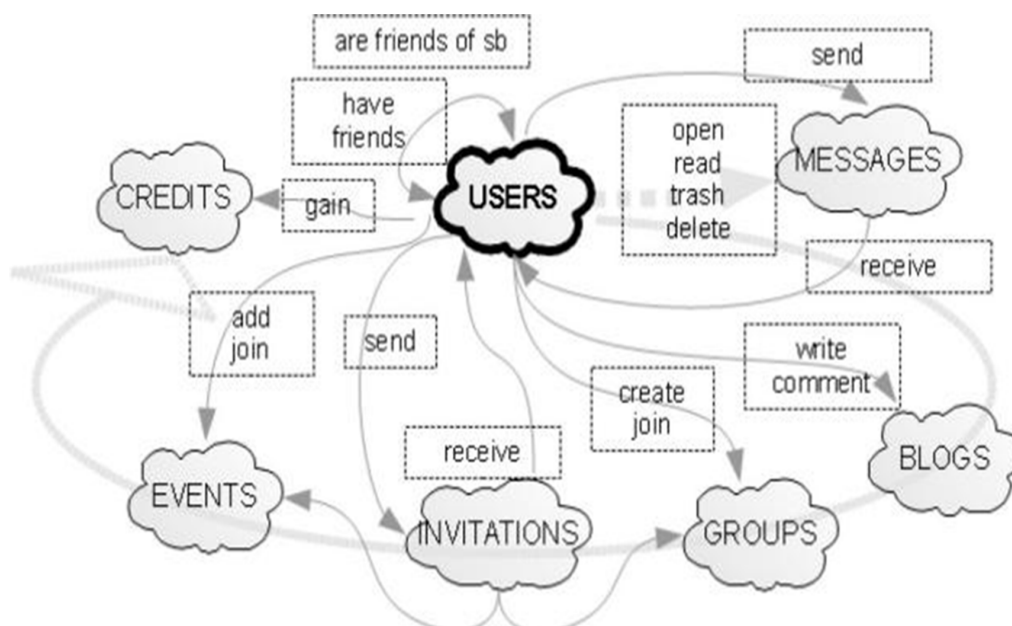 are friends of sb
send
have
friends
open
read
trash
delete
MESSAGES
CREDITS
gain
USERS
receive
add
join
send
write
comment
create
join
receive
BLOGS
EVENTS
INVITATIONS
GROUPS